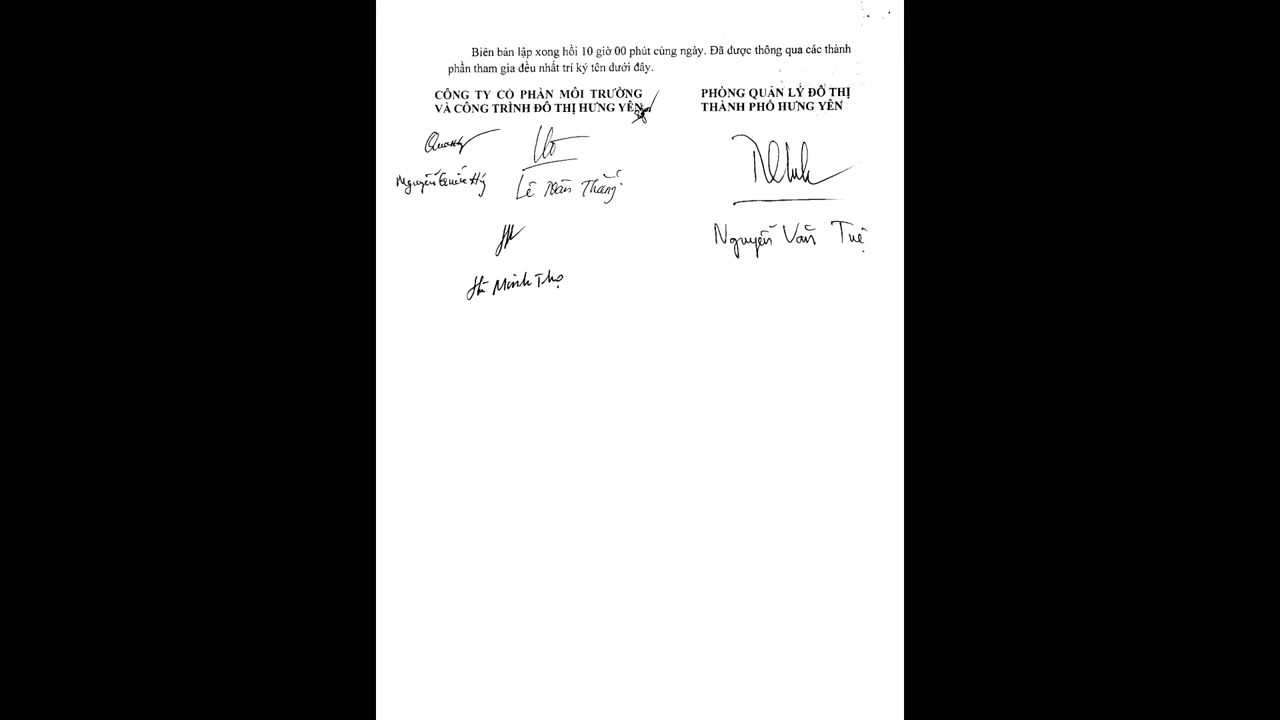 Biên bản lập xong hồi 10 giờ 00 phút cùng ngày. Đã được thông qua các thành
phần tham gia đều nhất trí ký tên dưới đây.
CÔNG TY CỔ PHẦN MÔI TRƯỜNG
VÀ CÔNG TRÌNH ĐÔ THỊ HƯNG YÊN
PHÒNG QUẢN LÝ ĐÔ THỊ
THÀNH PHỐ HƯNG YÊN
Nguyễn Quốc Hý
Lê Thắng
Nguyễn Văn Tuệ
Minh Thọ